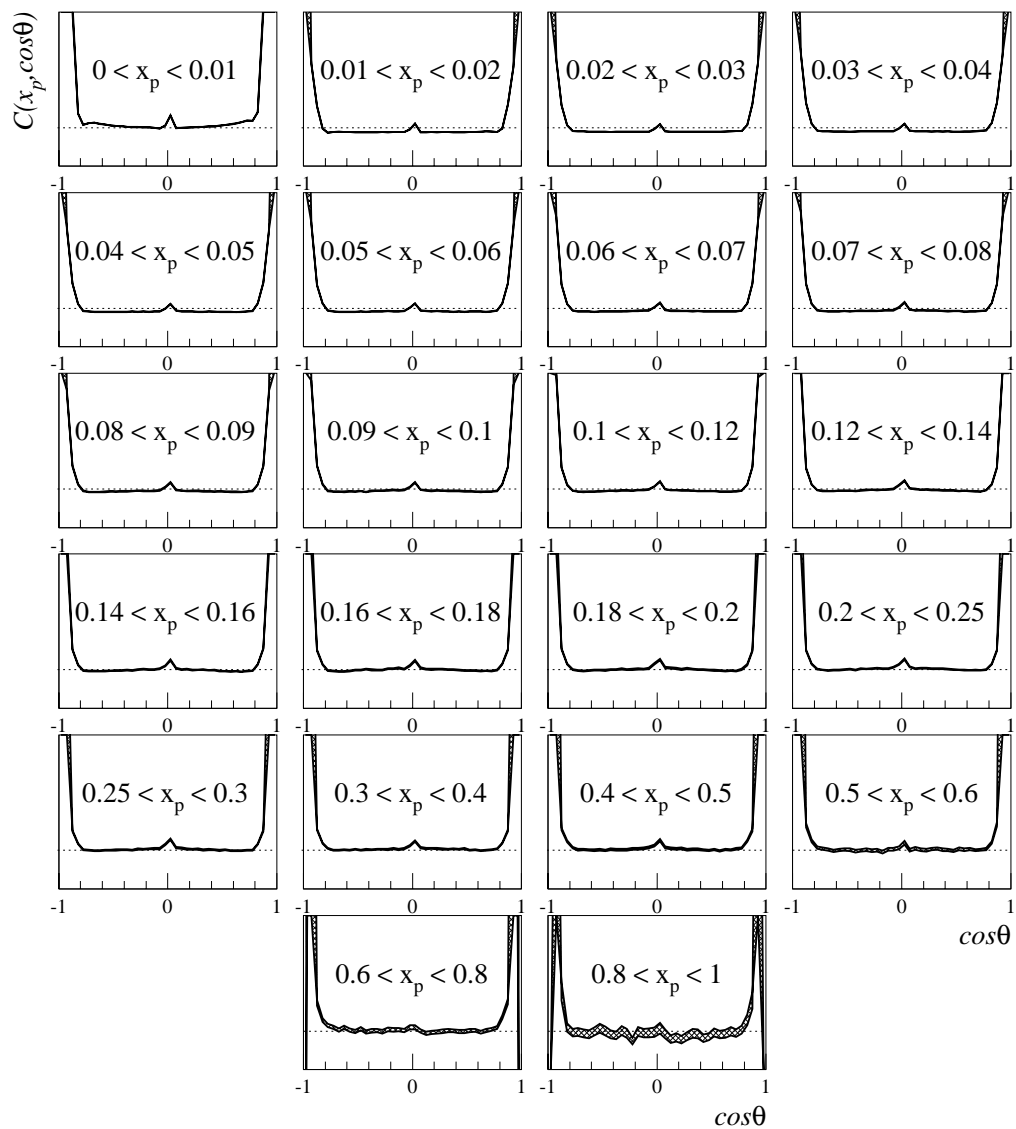 C(x_p,cosθ)
0 < x_p < 0.01
0.01 < x_p < 0.02
0.02 < x_p < 0.03
0.03 < x_p < 0.04
-1 0 1
-1 0 1
-1 0 1
-1 0 1
0.04 < x_p < 0.05
0.05 < x_p < 0.06
0.06 < x_p < 0.07
0.07 < x_p < 0.08
-1 0 1
-1 0 1
-1 0 1
-1 0 1
0.08 < x_p < 0.09
0.09 < x_p < 0.1
0.1 < x_p < 0.12
0.12 < x_p < 0.14
-1 0 1
-1 0 1
-1 0 1
-1 0 1
0.14 < x_p < 0.16
0.16 < x_p < 0.18
0.18 < x_p < 0.2
0.2 < x_p < 0.25
-1 0 1
-1 0 1
-1 0 1
-1 0 1
0.25 < x_p < 0.3
0.3 < x_p < 0.4
0.4 < x_p < 0.5
0.5 < x_p < 0.6
-1 0 1
-1 0 1
-1 0 1
-1 0 1
cosθ
0.6 < x_p < 0.8
0.8 < x_p < 1
-1 0 1
-1 0 1
cosθ